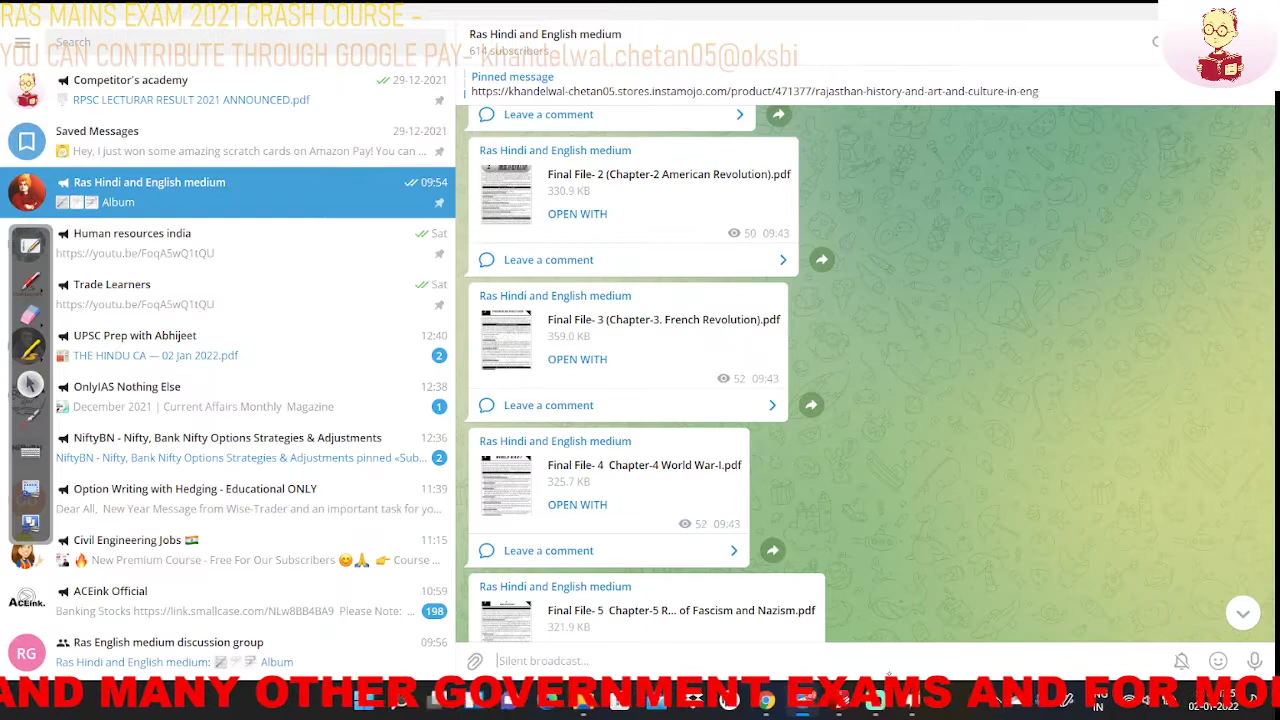 RAS MAINS EXAM 2021 CRASH COURSE -
YOU CAN CONTRIBUTE THROUGH GOOGLE PAY- khandelwal.chetan05@oksbi
Search
Competitor's academy
29-12-2021
RPSC LECTURAR RESULT 2021 ANNOUNCED.pdf
Saved Messages
29-12-2021
Hey, I just won some amazing scratch cards on Amazon Pay! You can ...
Ras Hindi and English medium
09:54
Album
Human resources india
Sat
https://youtu.be/FoqA5wQ1tQU
Trade Learners
Sat
https://youtu.be/FoqA5wQ1tQU
UPSC Prep with Abhijeet
12:40
THE HINDU CA — 02 Jan 2022.pdf
2
OnlyIAS Nothing Else
12:38
December 2021 | Current Affairs Monthly Magazine
1
NiftyBN - Nifty, Bank Nifty Options Strategies & Adjustments
12:36
NiftyBN - Nifty, Bank Nifty Options Strategies & Adjustments pinned «Sub...
2
Option Writing with Hedging-Educational ONLY
11:39
New Year Message from The-Trader and an important task for yo...
Civil Engineering Jobs
11:15
New Premium Course - Free For Our Subscribers
Course ...
ACEink Official
10:59
ACEink.
Banking Stocks https://link.smallcase.com/NLw8BB4BA9 Please Note: ...
198
RG
Ras English medium discussion group
09:56
Ras Hindi and English medium:
Album
Ras Hindi and English medium
614 subscribers
Pinned message
https://khandelwal-chetan05.stores.instamojo.com/product/471377/rajasthan-history-and-art-and-culture-in-eng
Leave a comment
Ras Hindi and English medium
Final File- 2 (Chapter-2 American Revolution).pdf
330.9 KB
OPEN WITH
50 09:43
Leave a comment
Ras Hindi and English medium
Final File- 3 (Chapter-3. French Revolution).pdf
359.0 KB
OPEN WITH
52 09:43
Leave a comment
Ras Hindi and English medium
Final File- 4 Chapter-4 World War-I.pdf
325.7 KB
OPEN WITH
52 09:43
Leave a comment
Ras Hindi and English medium
Final File- 5 Chapter-5 R... of Fascism and Nazism.pdf
321.9 KB
Silent broadcast...
AND MANY OTHER GOVERNMENT EXAMS AND FOR MO